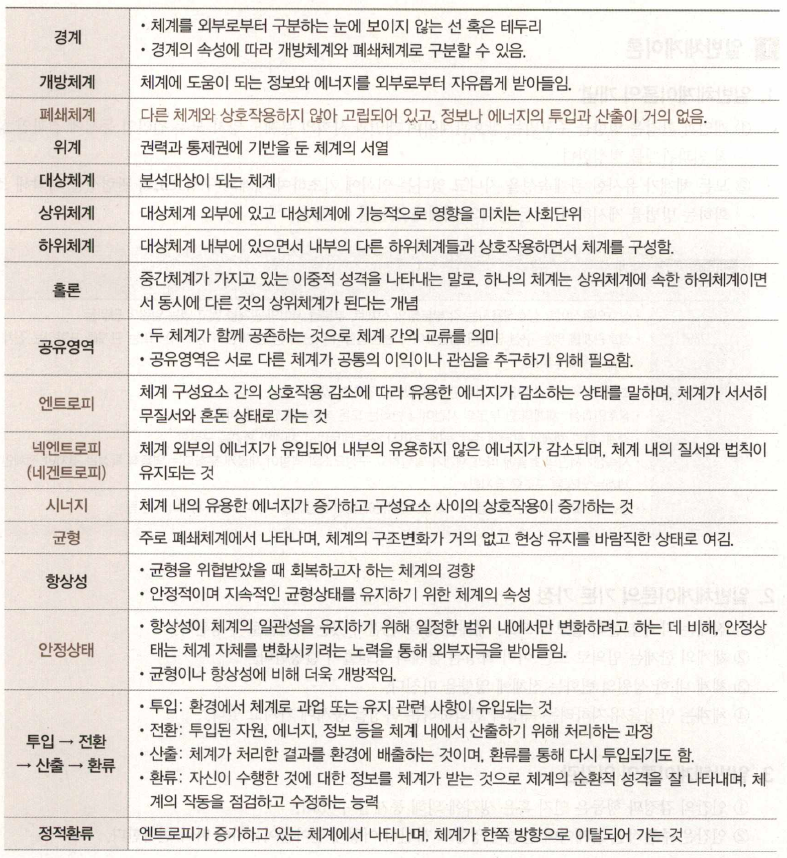 경계
• 체계를 외부로부터 구분하는 눈에 보이지 않는 선 혹은 테두리
• 경계의 속성에 따라 개방체계와 폐쇄체계로 구분할 수 있음.
개방체계
체계에 도움이 되는 정보와 에너지를 외부로부터 자유롭게 받아들임.
폐쇄체계
다른 체계와 상호작용하지 않아 고립되어 있고, 정보나 에너지의 투입과 산출이 거의 없음.
위계
권력과 통제권에 기반을 둔 체계의 서열
대상체계
분석대상이 되는 체계
상위체계
대상체계 외부에 있고 대상체계에 기능적으로 영향을 미치는 사회단위
하위체계
대상체계 내부에 있으면서 내부의 다른 하위체계들과 상호작용하면서 체계를 구성함.
홀론
중간체계가 가지고 있는 이중적 성격을 나타내는 말로, 하나의 체계는 상위체계에 속한 하위체계이면
서 동시에 다른 것의 상위체계가 된다는 개념
공유영역
• 두 체계가 함께 공존하는 것으로 체계 간의 교류를 의미
• 공유영역은 서로 다른 체계가 공통의 이익이나 관심을 추구하기 위해 필요함.
엔트로피
체계 구성요소 간의 상호작용 감소에 따라 유용한 에너지가 감소하는 상태를 말하며, 체계가 서서히
무질서와 혼돈 상태로 가는 것
넥엔트로피
(네겐트로피)
체계 외부의 에너지가 유입되어 내부의 유용하지 않은 에너지가 감소되며, 체계 내의 질서와 법칙이
유지되는 것
시너지
체계 내의 유용한 에너지가 증가하고 구성요소 사이의 상호작용이 증가하는 것
균형
주로 폐쇄체계에서 나타나며, 체계의 구조변화가 거의 없고 현상 유지를 바람직한 상태로 여김.
항상성
• 균형을 위협받았을 때 회복하고자 하는 체계의 경향
• 안정적이며 지속적인 균형상태를 유지하기 위한 체계의 속성
안정상태
• 항상성이 체계의 일관성을 유지하기 위해 일정한 범위 내에서만 변화하려고 하는 데 비해, 안정상
태는 체계 자체를 변화시키려는 노력을 통해 외부자극을 받아들임.
• 균형이나 항상성에 비해 더욱 개방적임.
투입 → 전환
→ 산출 → 환류
• 투입: 환경에서 체계로 과업 또는 유지 관련 사항이 유입되는 것
• 전환: 투입된 자원, 에너지, 정보 등을 체계 내에서 산출하기 위해 처리하는 과정
• 산출: 체계가 처리한 결과를 환경에 배출하는 것이며, 환류를 통해 다시 투입되기도 함.
• 환류: 자신이 수행한 것에 대한 정보를 체계가 받는 것으로 체계의 순환적 성격을 잘 나타내며, 체
계의 작동을 점검하고 수정하는 능력
정적환류
엔트로피가 증가하고 있는 체계에서 나타나며, 체계가 한쪽 방향으로 이탈되어 가는 것